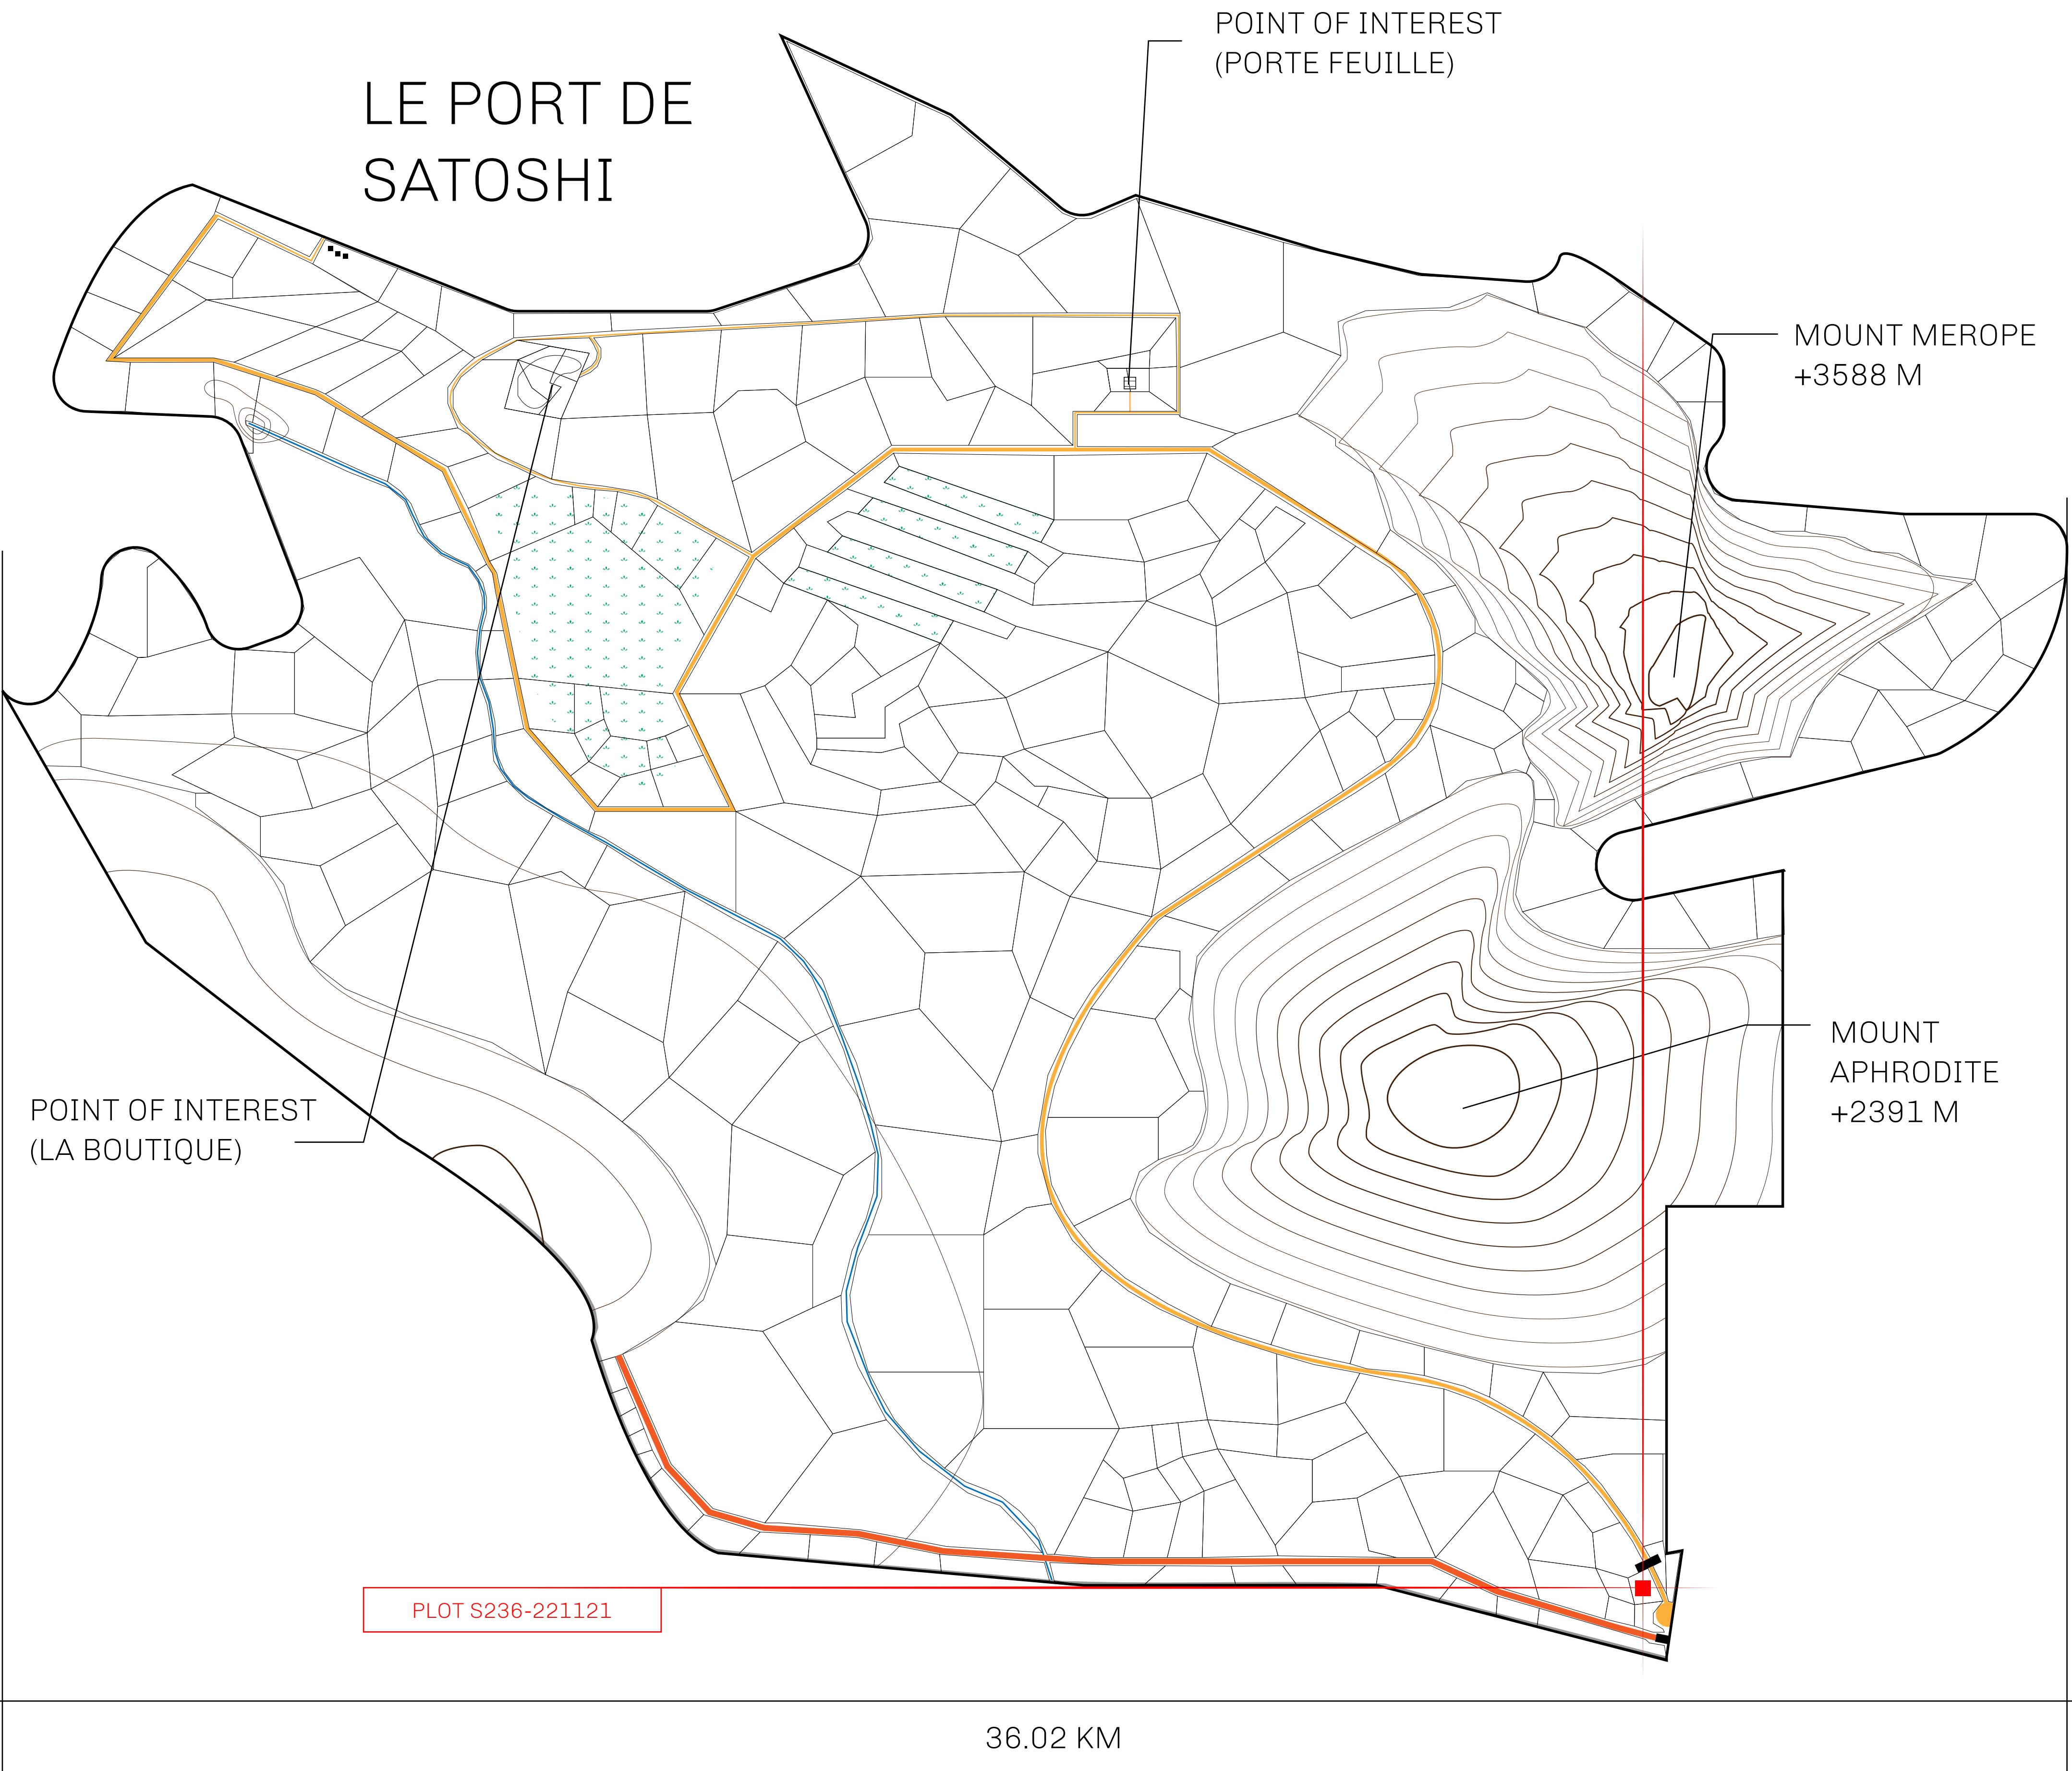 POINT OF INTEREST
(PORTE FEUILLE)
LE PORT DE
SATOSHI
MOUNT MEROPE
+3588 M
MOUNT
APHRODITE
+2391 M
POINT OF INTEREST
(LA BOUTIQUE)
PLOT S236-221121
36.02 KM